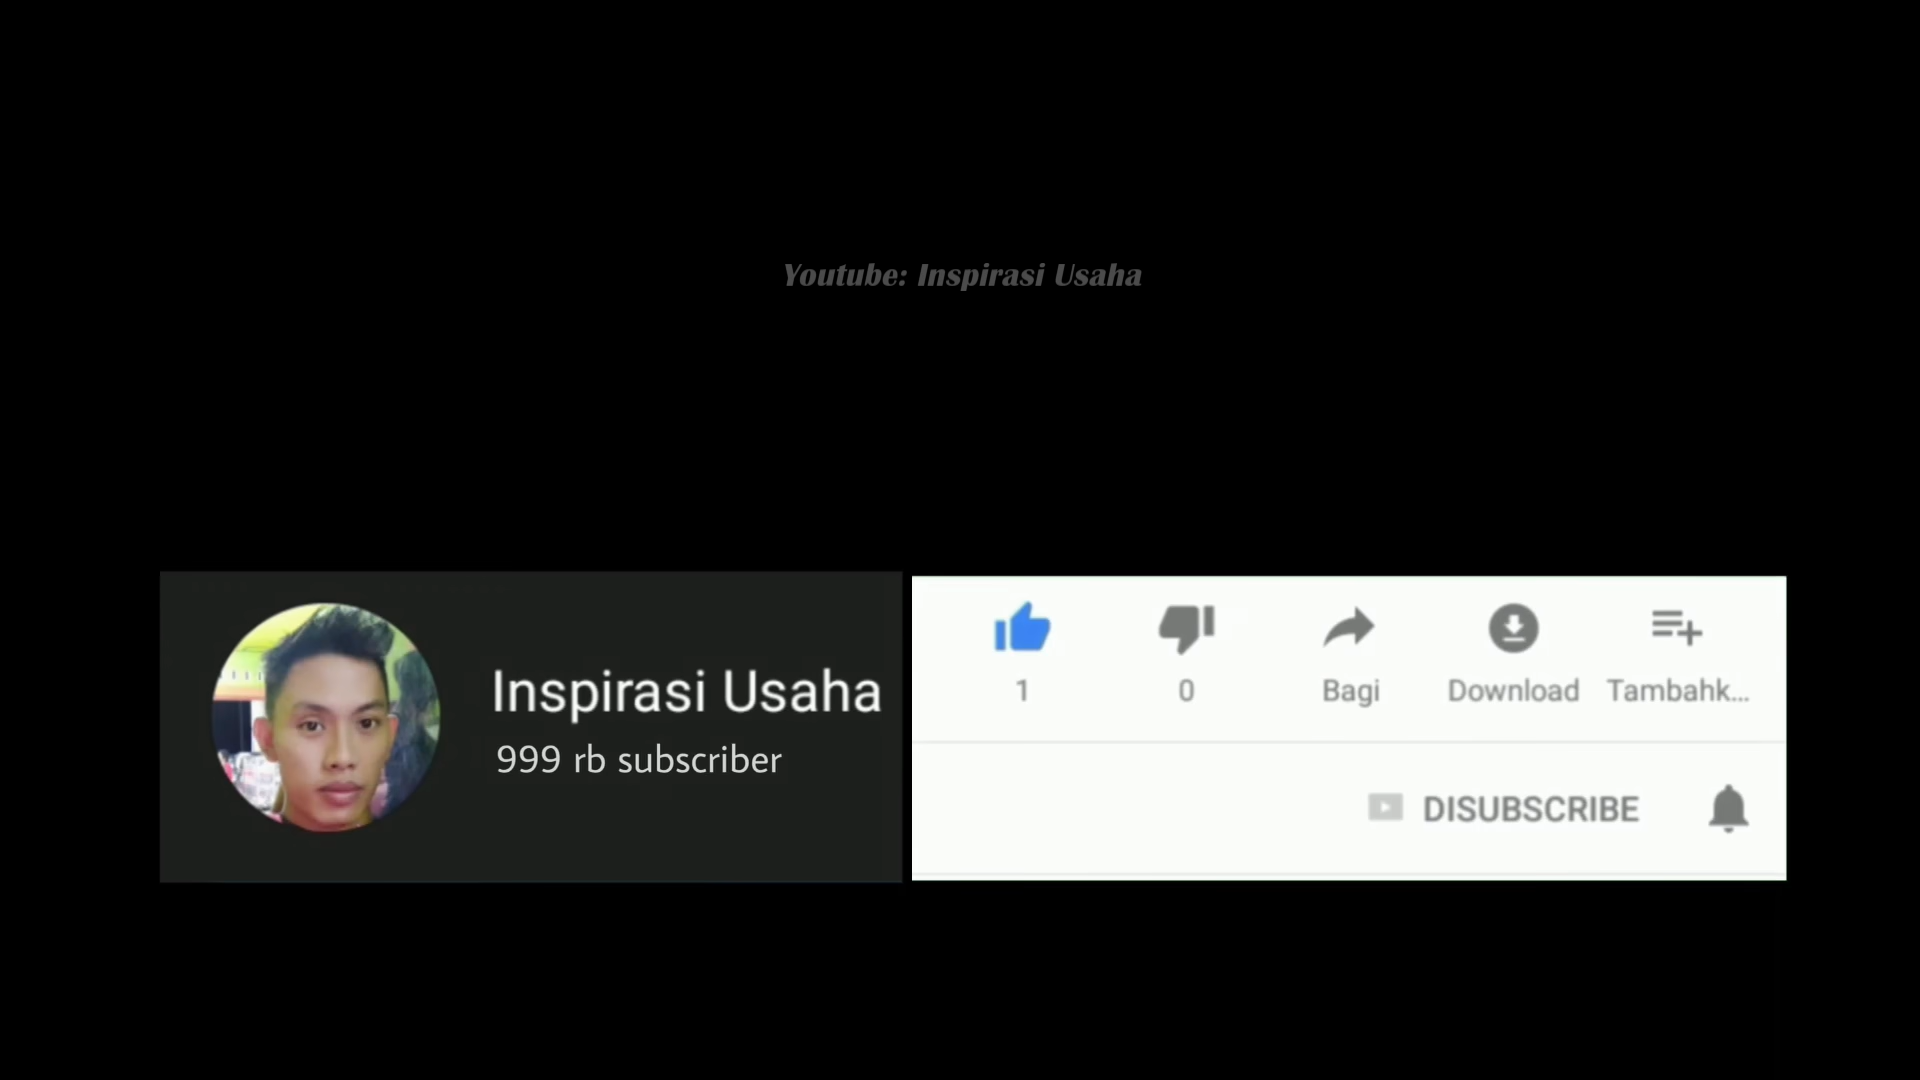 Youtube: Inspirasi Usaha
Inspirasi Usaha
999 rb subscriber
1
0
Bagi
Download
Tambahk...
DISUBSCRIBE